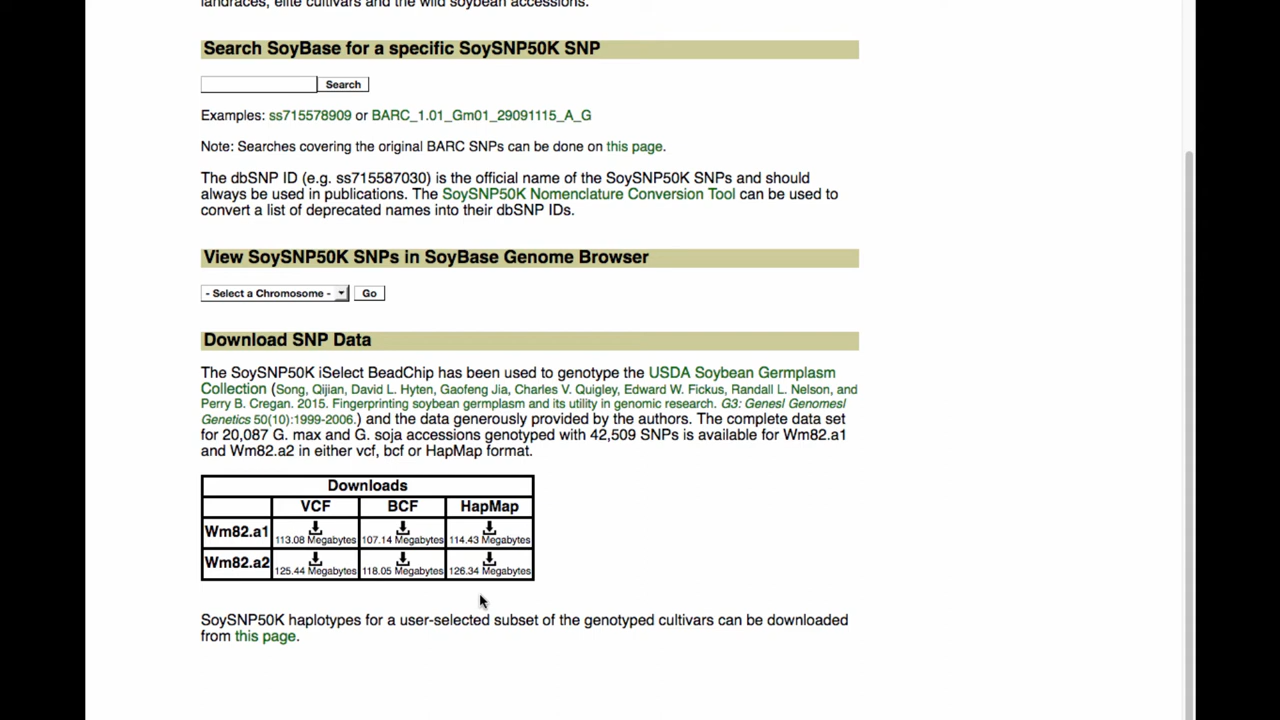 landraces, elite cultivars and the wild soybean accessions.
Search SoyBase for a specific SoySNP50K SNP
Search
Examples: ss715578909 or BARC_1.01_Gm01_29091115_A_G
Note: Searches covering the original BARC SNPs can be done on this page.
The dbSNP ID (e.g. ss715587030) is the official name of the SoySNP50K SNPs and should
always be used in publications. The SoySNP50K Nomenclature Conversion Tool can be used to
convert a list of deprecated names into their dbSNP IDs.
View SoySNP50K SNPs in SoyBase Genome Browser
- Select a Chromosome - Go
Download SNP Data
The SoySNP50K iSelect BeadChip has been used to genotype the USDA Soybean Germplasm
Collection (Song, Qijian, David L. Hyten, Gaofeng Jia, Charles V. Quigley, Edward W. Fickus, Randall L. Nelson, and
Perry B. Cregan. 2015. Fingerprinting soybean germplasm and its utility in genomic research. G3: Genesl Genomesl
Genetics 50(10):1999-2006.) and the data generously provided by the authors. The complete data set
for 20,087 G. max and G. soja accessions genotyped with 42,509 SNPs is available for Wm82.a1
and Wm82.a2 in either vcf, bcf or HapMap format.
Downloads
VCF BCF HapMap
Wm82.a1 113.08 Megabytes 107.14 Megabytes 114.43 Megabytes
Wm82.a2 125.44 Megabytes 118.05 Megabytes 126.34 Megabytes
SoySNP50K haplotypes for a user-selected subset of the genotyped cultivars can be downloaded
from this page.